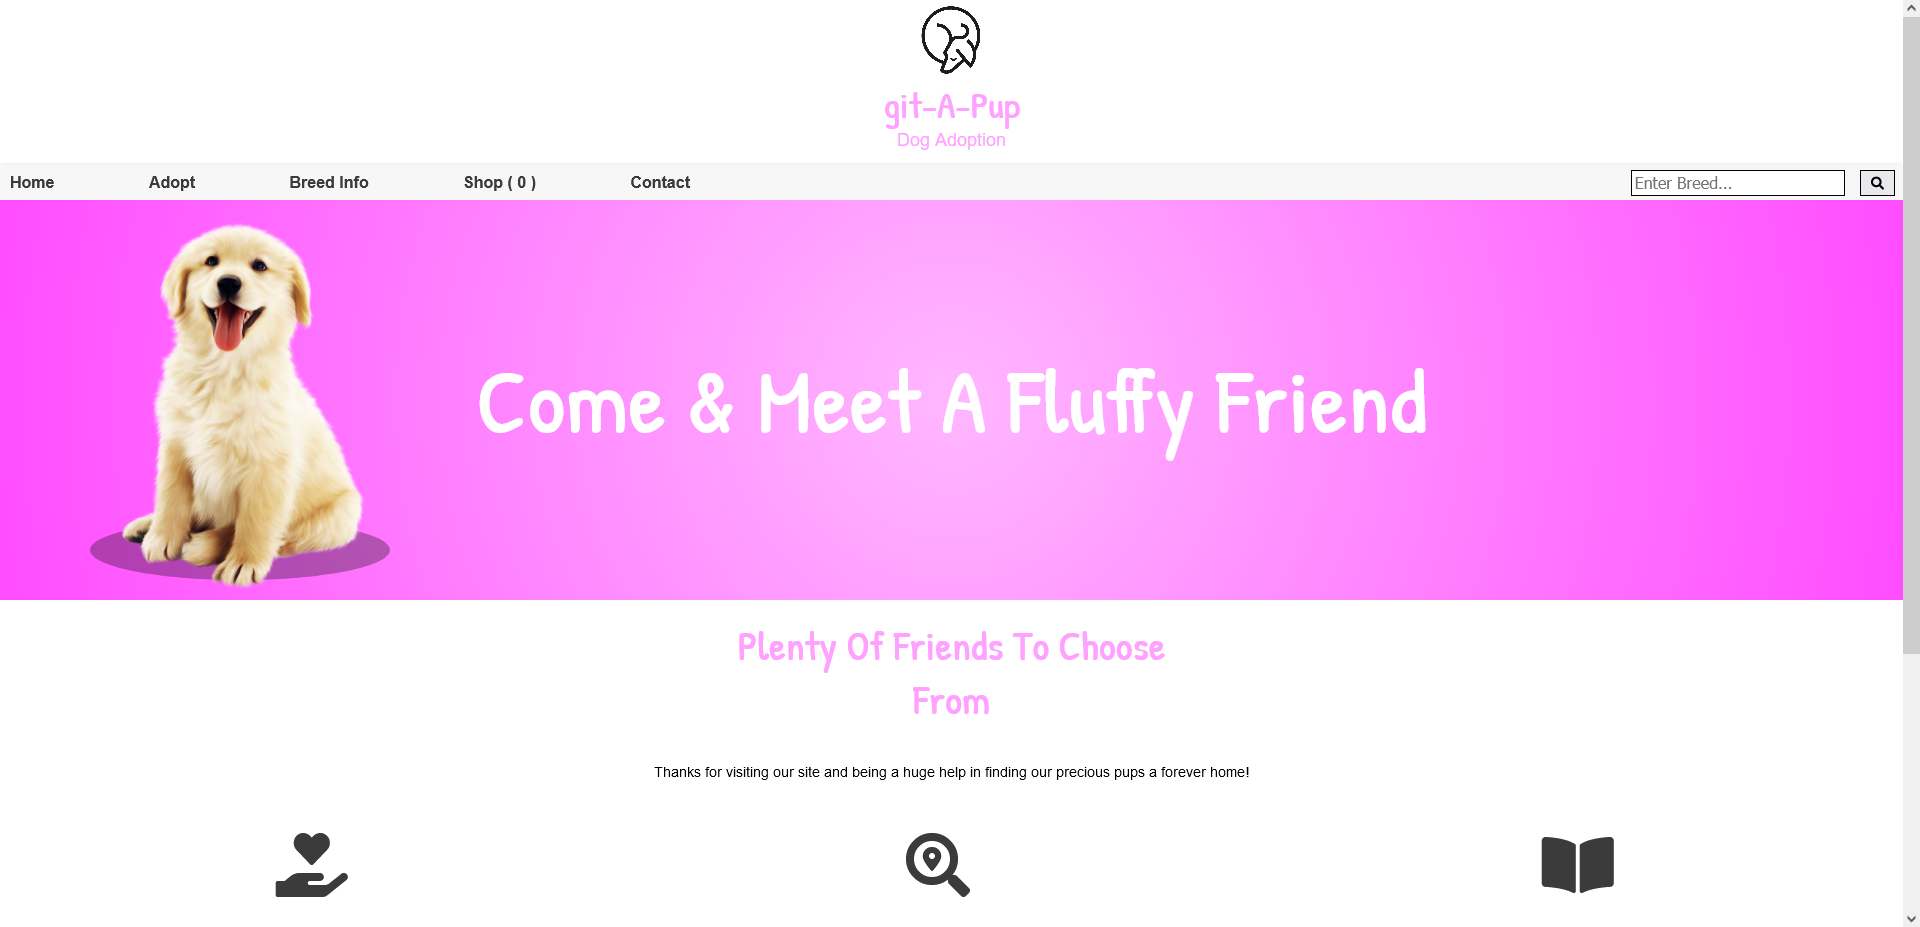 git-A-Pup
Dog Adoption
Home Adopt Breed Info Shop ( 0 ) Contact Enter Breed...
Come & Meet A Fluffy Friend
Plenty Of Friends To Choose
From
Thanks for visiting our site and being a huge help in finding our precious pups a forever home!